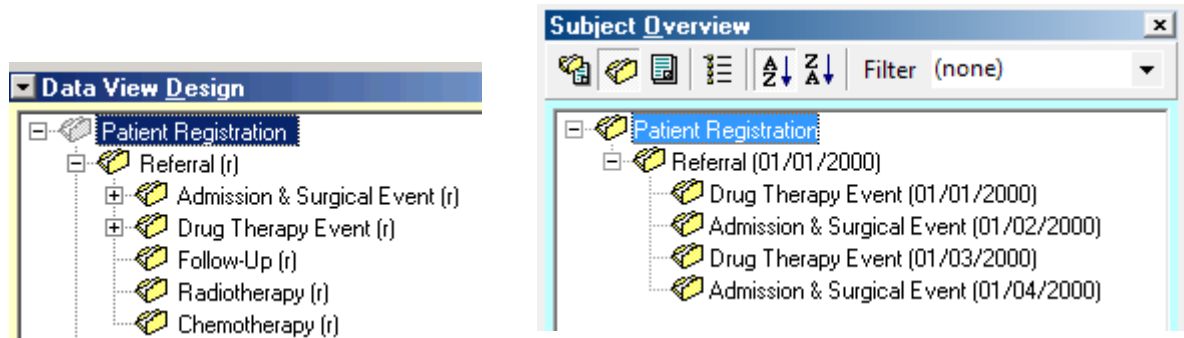 Data View Design
Patient Registration
Referral (r)
Admission & Surgical Event (r)
Drug Therapy Event (r)
Follow-Up (r)
Radiotherapy (r)
Chemotherapy (r)
Subject Overview
A Z Z A Filter (none)
Patient Registration
Referral (01/01/2000)
Drug Therapy Event (01/01/2000)
Admission & Surgical Event (01/02/2000)
Drug Therapy Event (01/03/2000)
Admission & Surgical Event (01/04/2000)